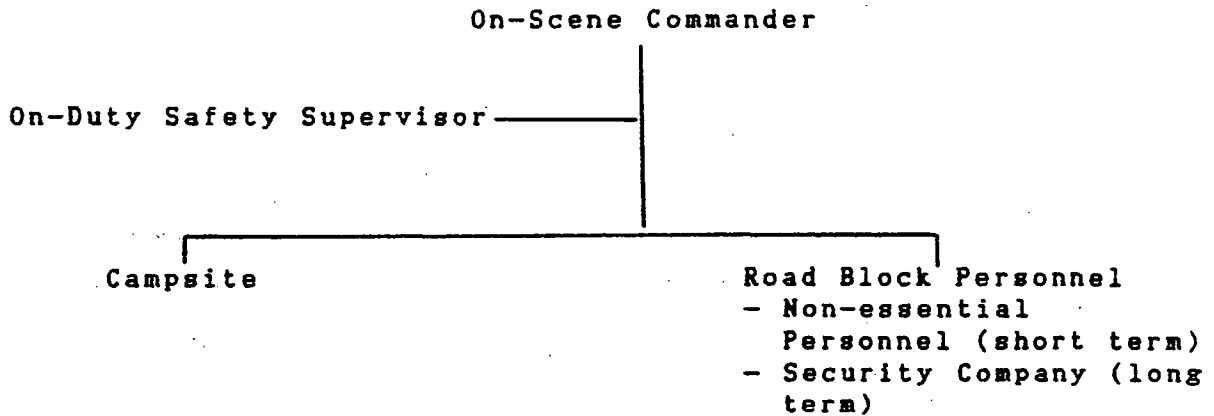 On-Scene Commander
On-Duty Safety Supervisor
Campsite
Road Block Personnel
- Non-essential
Personnel (short term)
- Security Company (long
term)